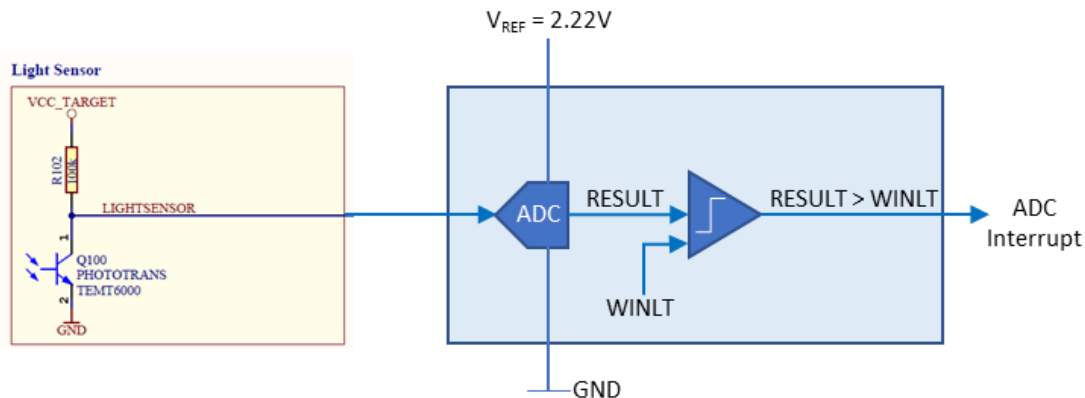 V_REF = 2.22V
Light Sensor
VCC_TARGET
R102
100k
LIGHTSENSOR
1
Q100
PHOTOTRANS
TEMT6000
2
GND
ADC
RESULT
RESULT > WINLT
WINLT
ADC
Interrupt
GND